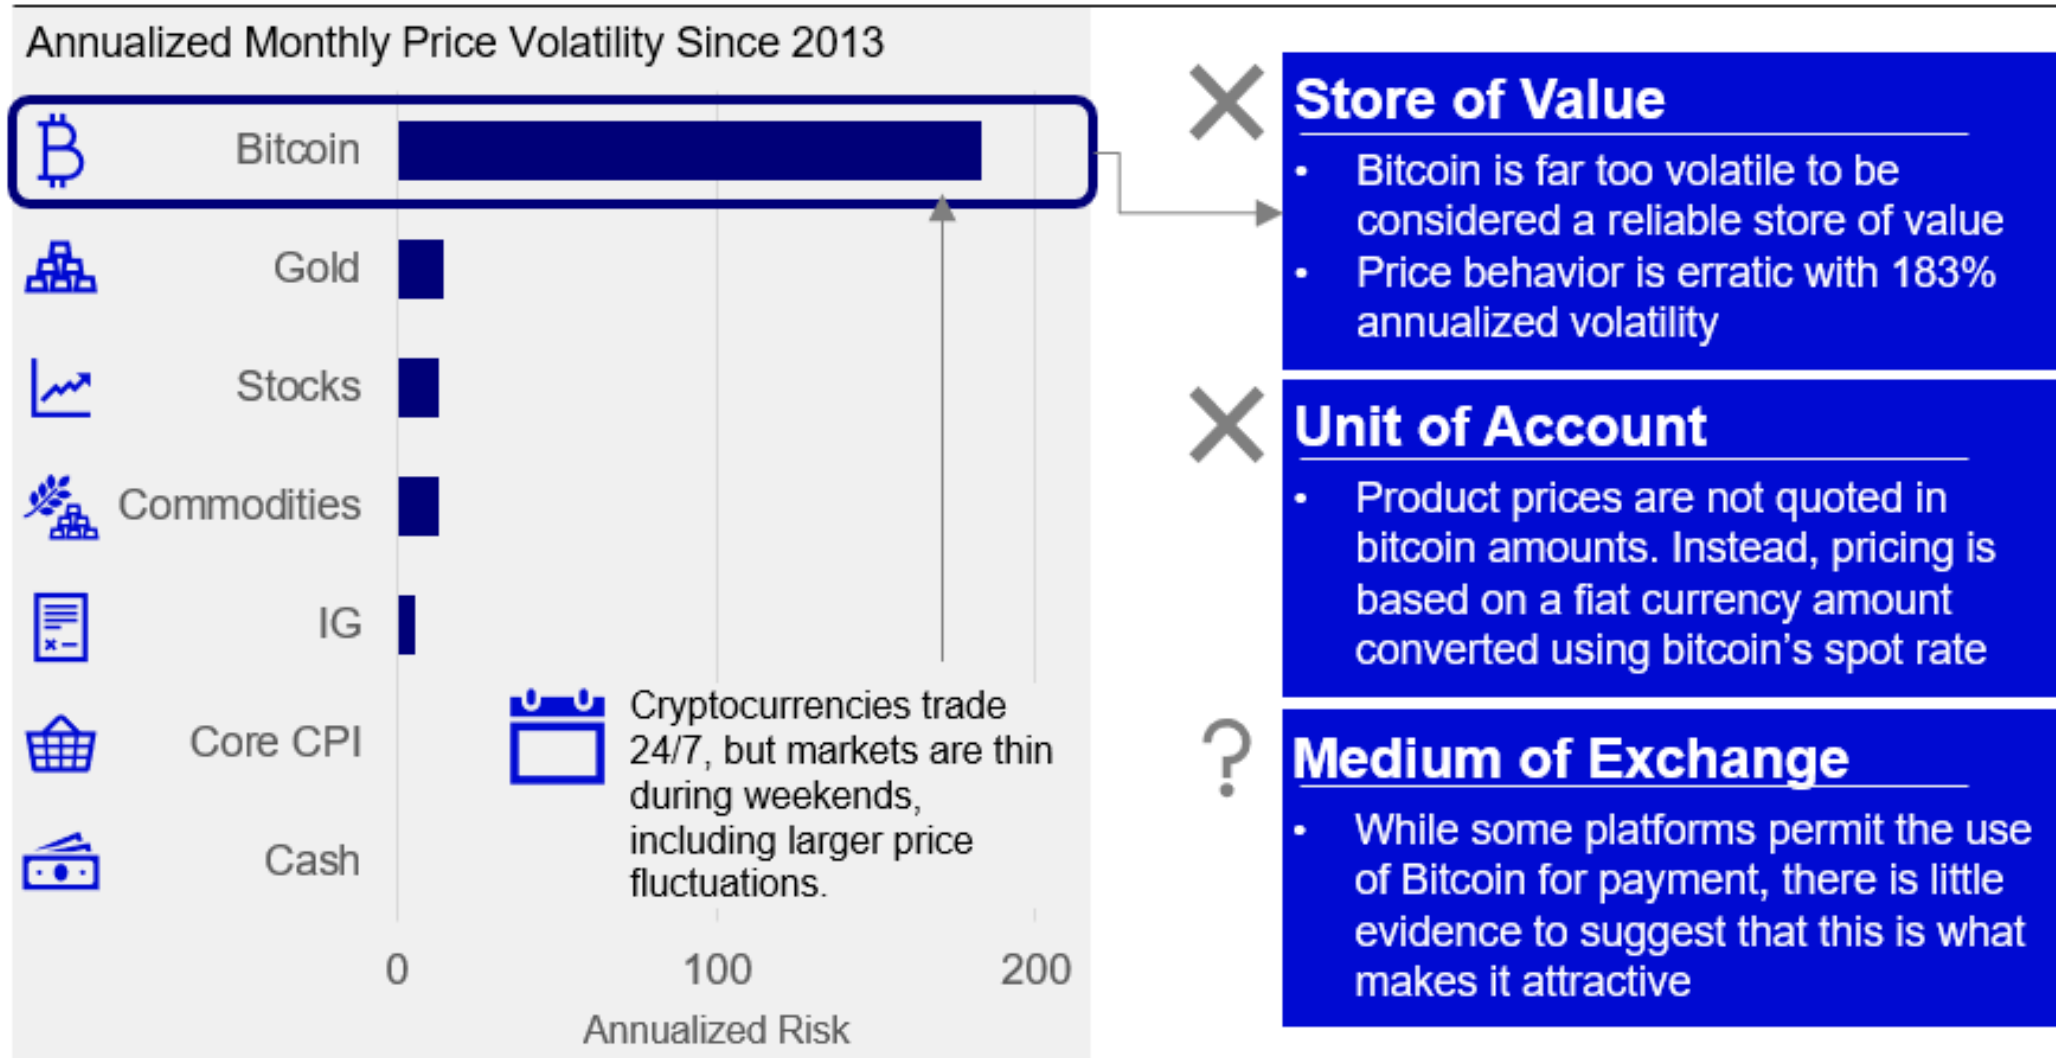 Annualized Monthly Price Volatility Since 2013
Bitcoin
Gold
Stocks
Commodities
IG
Core CPI
Cash
Cryptocurrencies trade
24/7, but markets are thin
during weekends,
including larger price
fluctuations.
0 100 200
Annualized Risk
Store of Value
• Bitcoin is far too volatile to be
considered a reliable store of value
• Price behavior is erratic with 183%
annualized volatility
Unit of Account
• Product prices are not quoted in
bitcoin amounts. Instead, pricing is
based on a fiat currency amount
converted using bitcoin’s spot rate
?
Medium of Exchange
• While some platforms permit the use
of Bitcoin for payment, there is little
evidence to suggest that this is what
makes it attractive